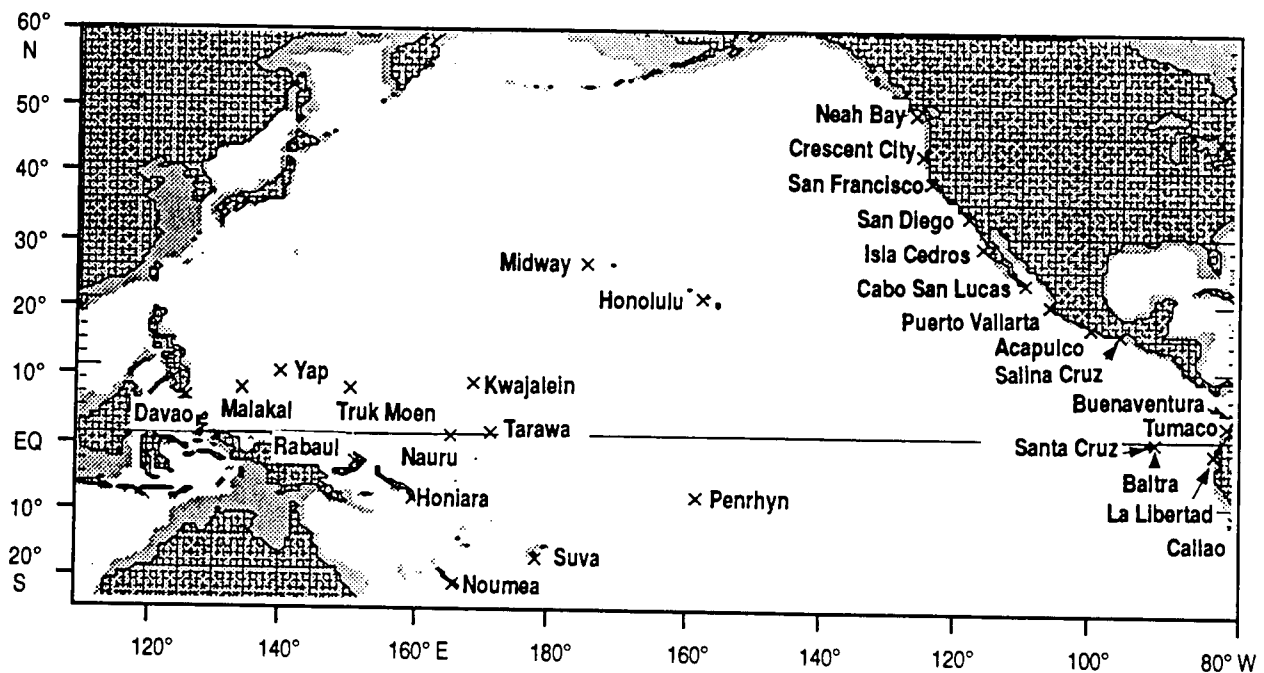 60°
N
50°
40°
30°
20°
10°
EQ
10°
20°
S
Neah Bay
Crescent City
San Francisco
San Diego
Isla Cedros
Midway
Cabo San Lucas
Honolulu
Puerto Vallarta
Acapulco
Salina Cruz
Yap
Kwajalein
Davao
Malakal
Truk Moen
Buenaventura
Tumaco
Tarawa
Rabaul
Nauru
Santa Cruz
Baltra
Honiara
Penrhyn
La Libertad
Callao
Suva
Noumea
120°
140°
160° E
180°
160°
140°
120°
100°
80° W